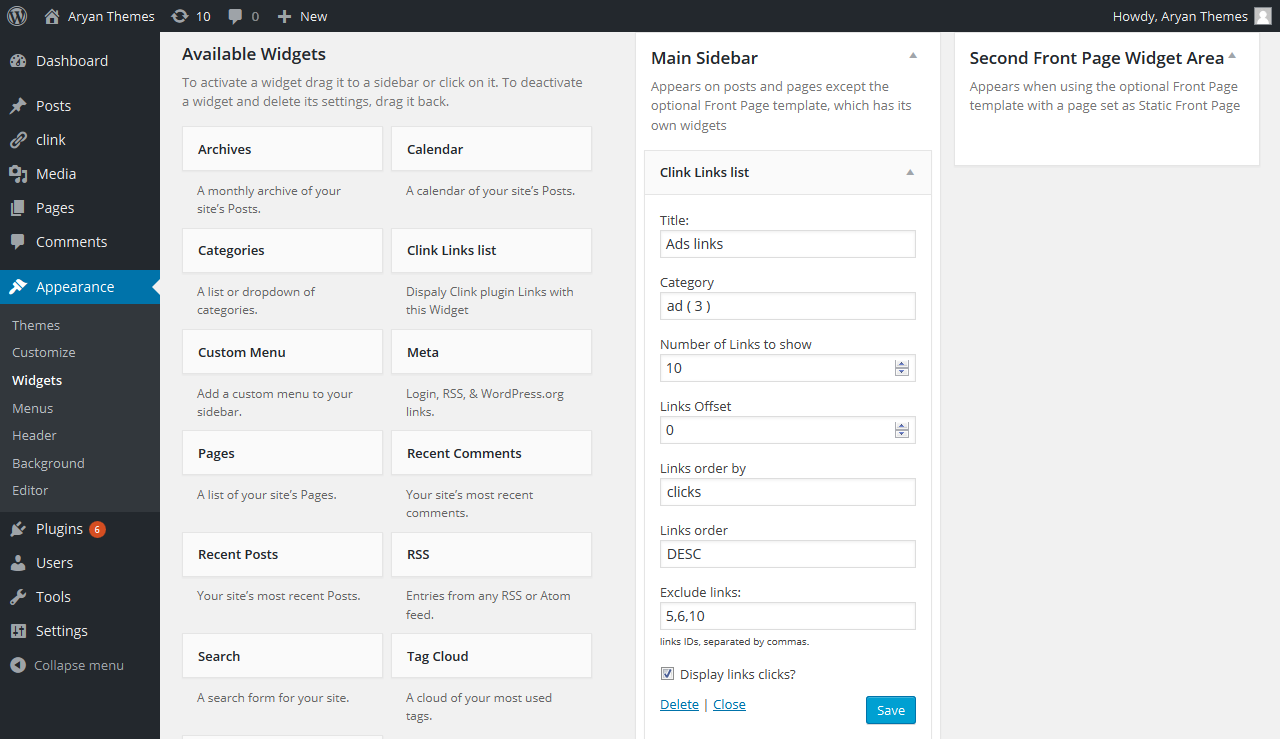 Aryan Themes 10 0 New Howdy, Aryan Themes
Dashboard
Posts
clink
Media
Pages
Comments
Appearance
Themes
Customize
Widgets
Menus
Header
Background
Editor
Plugins 6
Users
Tools
Settings
Collapse menu
Available Widgets
To activate a widget drag it to a sidebar or click on it. To deactivate
a widget and delete its settings, drag it back.
Archives
A monthly archive of your
site's Posts.
Calendar
A calendar of your site's Posts.
Categories
A list or dropdown of
categories.
Clink Links list
Dispaly Clink plugin Links with
this Widget
Custom Menu
Add a custom menu to your
sidebar.
Meta
Login, RSS, & WordPress.org
links.
Pages
A list of your site's Pages.
Recent Comments
Your site's most recent
comments.
Recent Posts
Your site's most recent Posts.
RSS
Entries from any RSS or Atom
feed.
Search
A search form for your site.
Tag Cloud
A cloud of your most used
tags.
Main Sidebar
Appears on posts and pages except the
optional Front Page template, which has its
own widgets
Clink Links list
Title:
Ads links
Category
ad ( 3 )
Number of Links to show
10
Links Offset
0
Links order by
clicks
Links order
DESC
Exclude links:
5,6,10
links IDs, separated by commas.
Display links clicks?
Delete | Close
Save
Second Front Page Widget Area
Appears when using the optional Front Page
template with a page set as Static Front Page